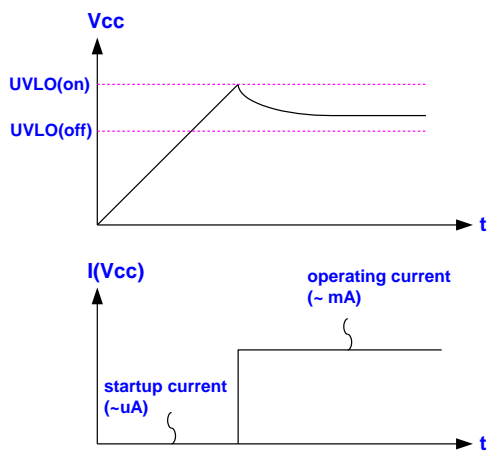 Vcc
UVLO(on)
UVLO(off)
t
I(Vcc)
operating current
(~ mA)
startup current
(~uA)
t